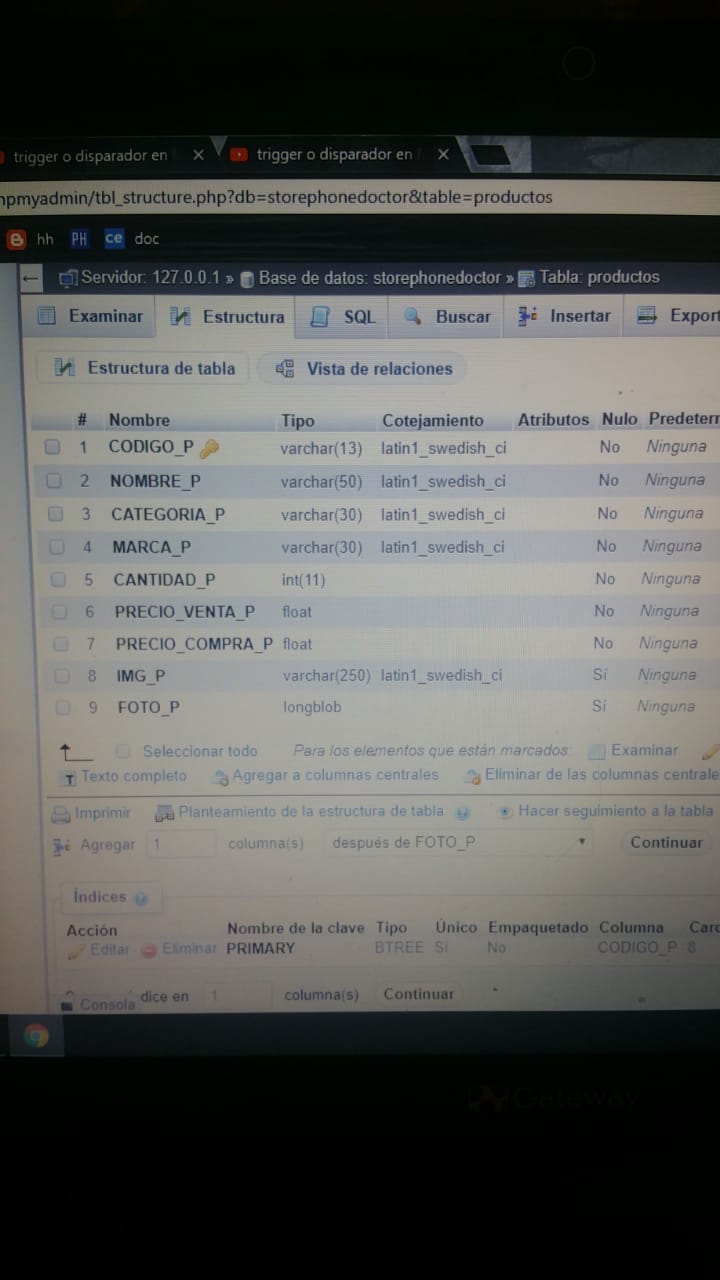 trigger o disparador en × trigger o disparador en ×
npmyadmin/tbl_structure.php?db=storephonedoctor&table=productos
hh PH ce doc
Servidor: 127.0.0.1 » Base de datos: storephonedoctor » Tabla: productos
Examinar Estructura SQL Buscar Insertar Export
Estructura de tabla Vista de relaciones
# Nombre Tipo Cotejamiento Atributos Nulo Predeterm
1 CODIGO_P varchar(13) latin1_swedish_ci No Ninguna
2 NOMBRE_P varchar(50) latin1_swedish_ci No Ninguna
3 CATEGORIA_P varchar(30) latin1_swedish_ci No Ninguna
4 MARCA_P varchar(30) latin1_swedish_ci No Ninguna
5 CANTIDAD_P int(11) No Ninguna
6 PRECIO_VENTA_P float No Ninguna
7 PRECIO_COMPRA_P float No Ninguna
8 IMG_P varchar(250) latin1_swedish_ci Sí Ninguna
9 FOTO_P longblob Sí Ninguna
Seleccionar todo Para los elementos que están marcados: Examinar
Texto completo Agregar a columnas centrales Eliminar de las columnas centrale
Imprimir Planteamiento de la estructura de tabla Hacer seguimiento a la tabla
Agregar 1 columna(s) después de FOTO_P Continuar
Índices
Acción Nombre de la clave Tipo Único Empaquetado Columna Card
Editar Eliminar PRIMARY BTREE Sí No CODIGO_P 8
dice en 1 columna(s) Continuar
Consola
Gateway